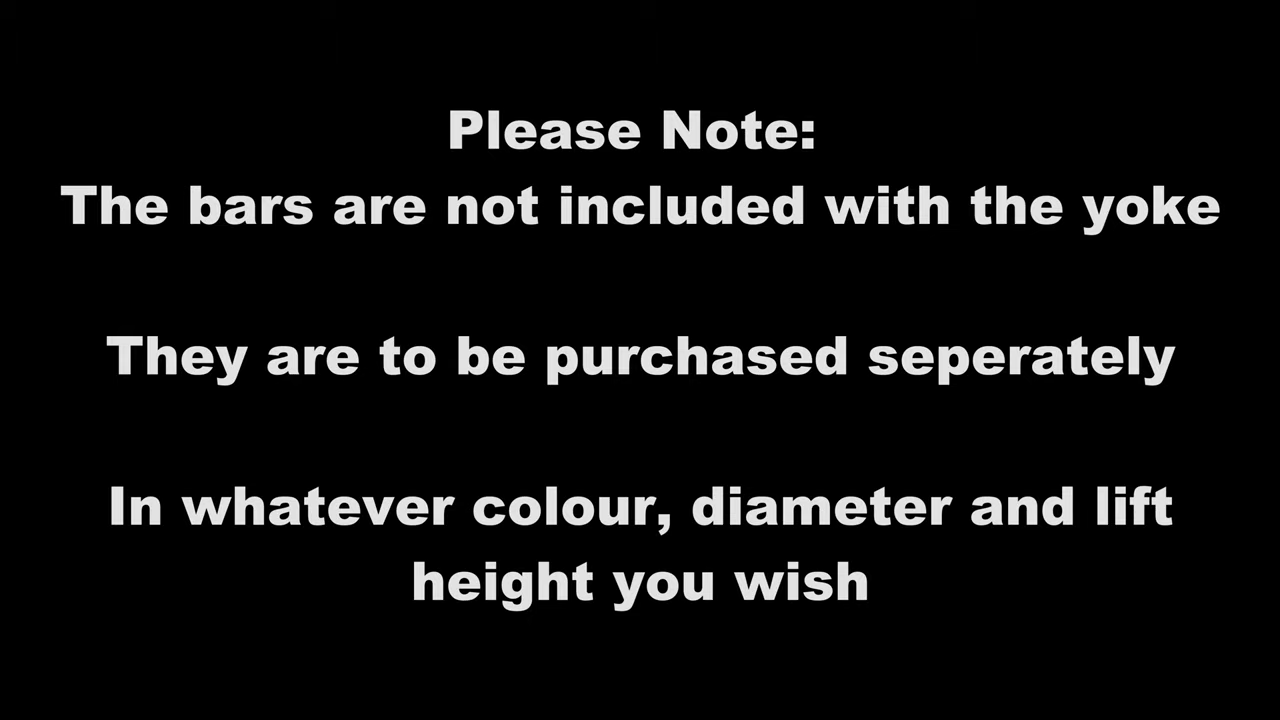 Please Note:
The bars are not included with the yoke
They are to be purchased seperately
In whatever colour, diameter and lift
height you wish